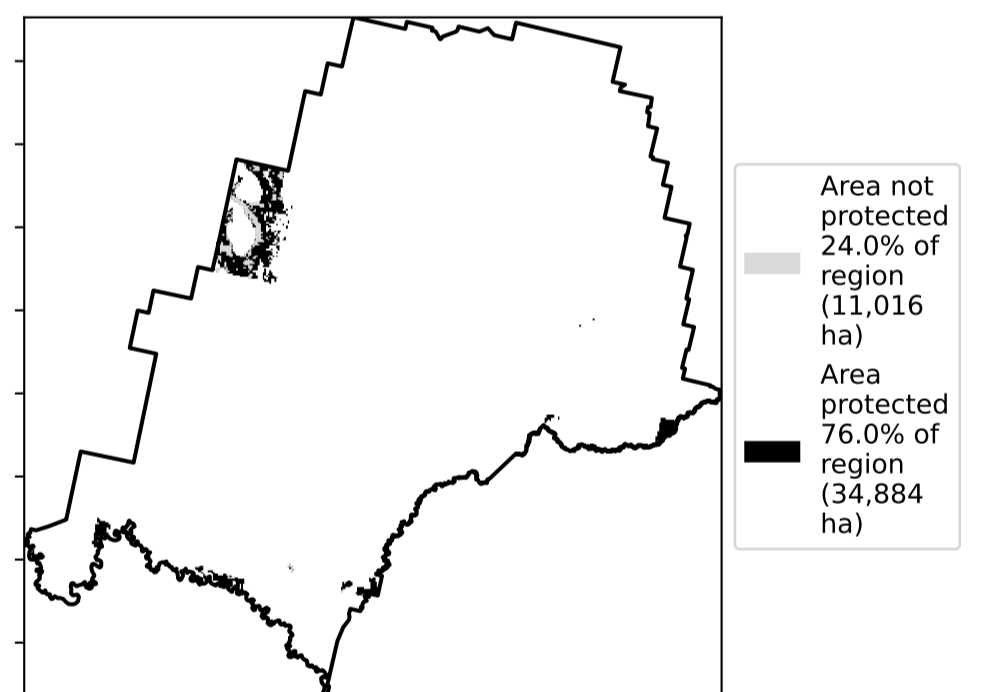 Area not
protected
24.0% of
region
(11,016
ha)
Area
protected
76.0% of
region
(34,884
ha)